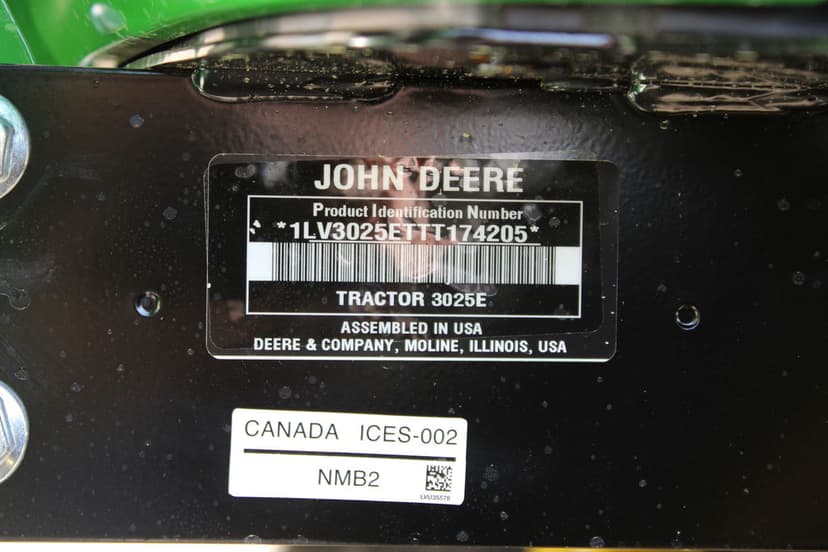 JOHN DEERE
Product Identification Number
*1LV3025ETTT174205*
TRACTOR 3025E
ASSEMBLED IN USA
DEERE & COMPANY, MOLINE, ILLINOIS, USA
CANADA ICES-002
NMB2
LVU35578